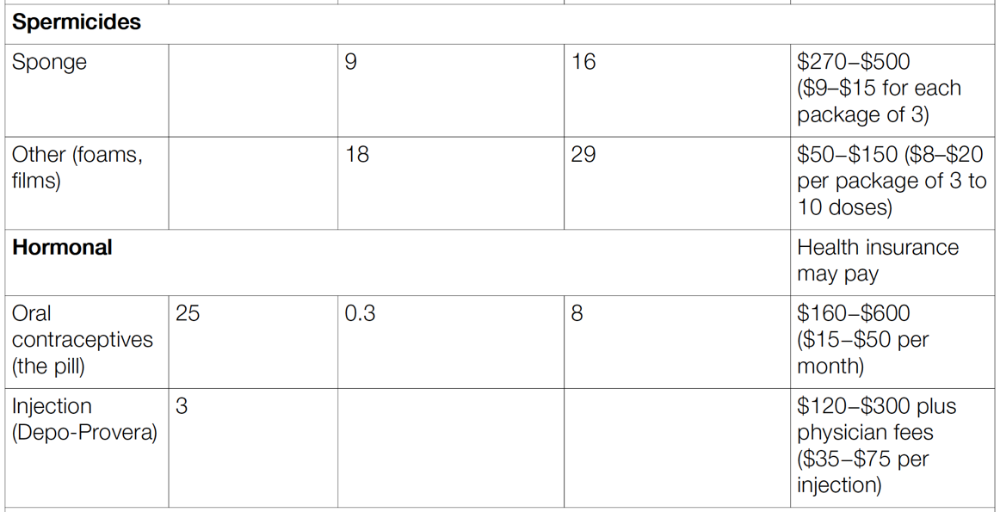 Spermicides
Sponge 9 16 $270–$500
($9–$15 for each
package of 3)
Other (foams, 18 29 $50–$150 ($8–$20
films) per package of 3 to
10 doses)
Hormonal Health insurance
may pay
Oral 25 0.3 8 $160–$600
contraceptives ($15–$50 per
(the pill) month)
Injection 3 $120–$300 plus
(Depo-Provera) physician fees
($35–$75 per
injection)